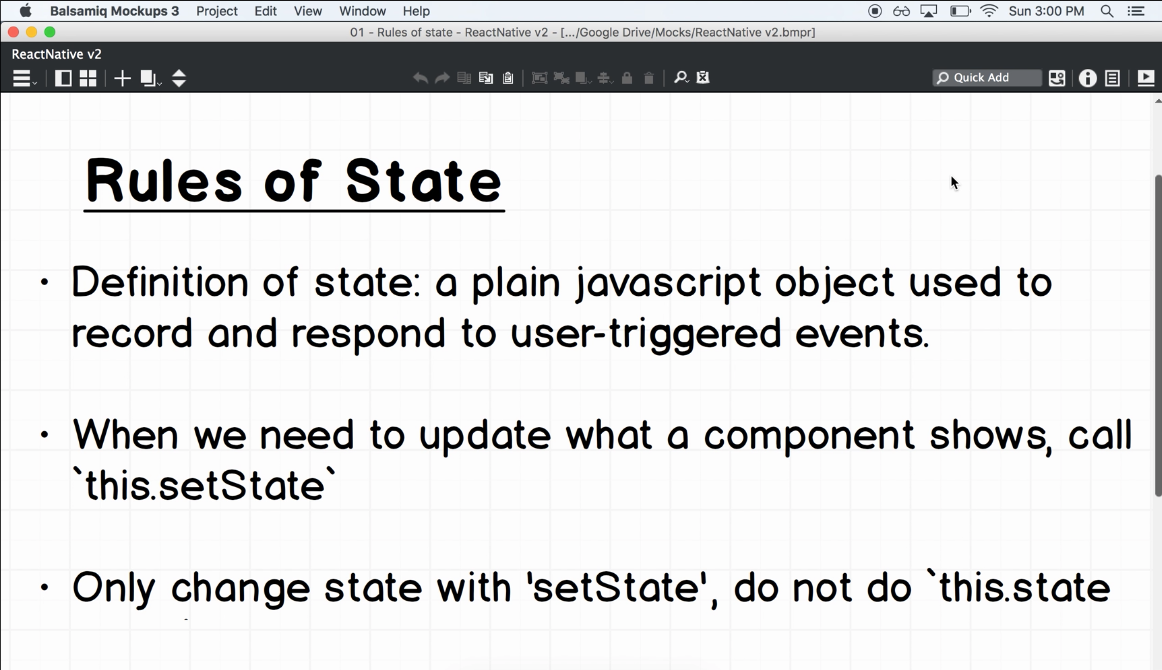 Balsamiq Mockups 3 Project Edit View Window Help Sun 3:00 PM
01 - Rules of state - ReactNative v2 - [.../Google Drive/Mocks/ReactNative v2.bmpr]
ReactNative v2
Quick Add
Rules of State
• Definition of state: a plain javascript object used to
record and respond to user-triggered events.
• When we need to update what a component shows, call
`this.setState`
• Only change state with 'setState', do not do `this.state